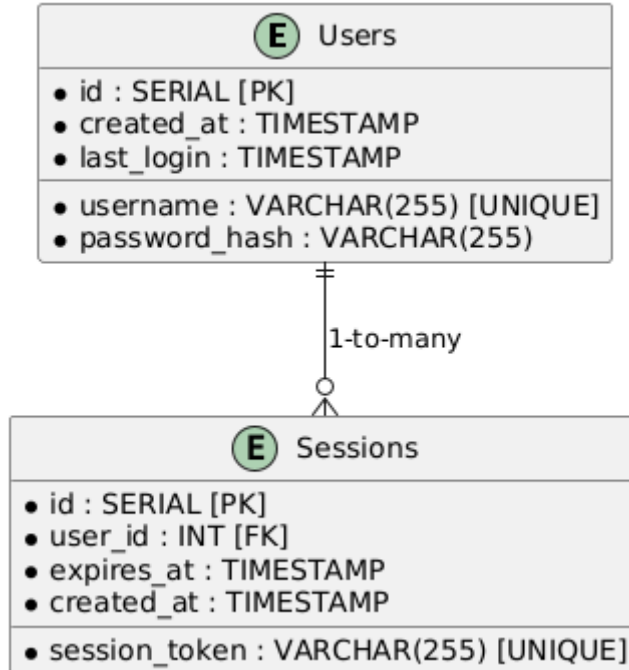 E Users
id : SERIAL [PK]
created_at : TIMESTAMP
last_login : TIMESTAMP
username : VARCHAR(255) [UNIQUE]
password_hash : VARCHAR(255)
1-to-many
E Sessions
id : SERIAL [PK]
user_id : INT [FK]
expires_at : TIMESTAMP
created_at : TIMESTAMP
session_token : VARCHAR(255) [UNIQUE]